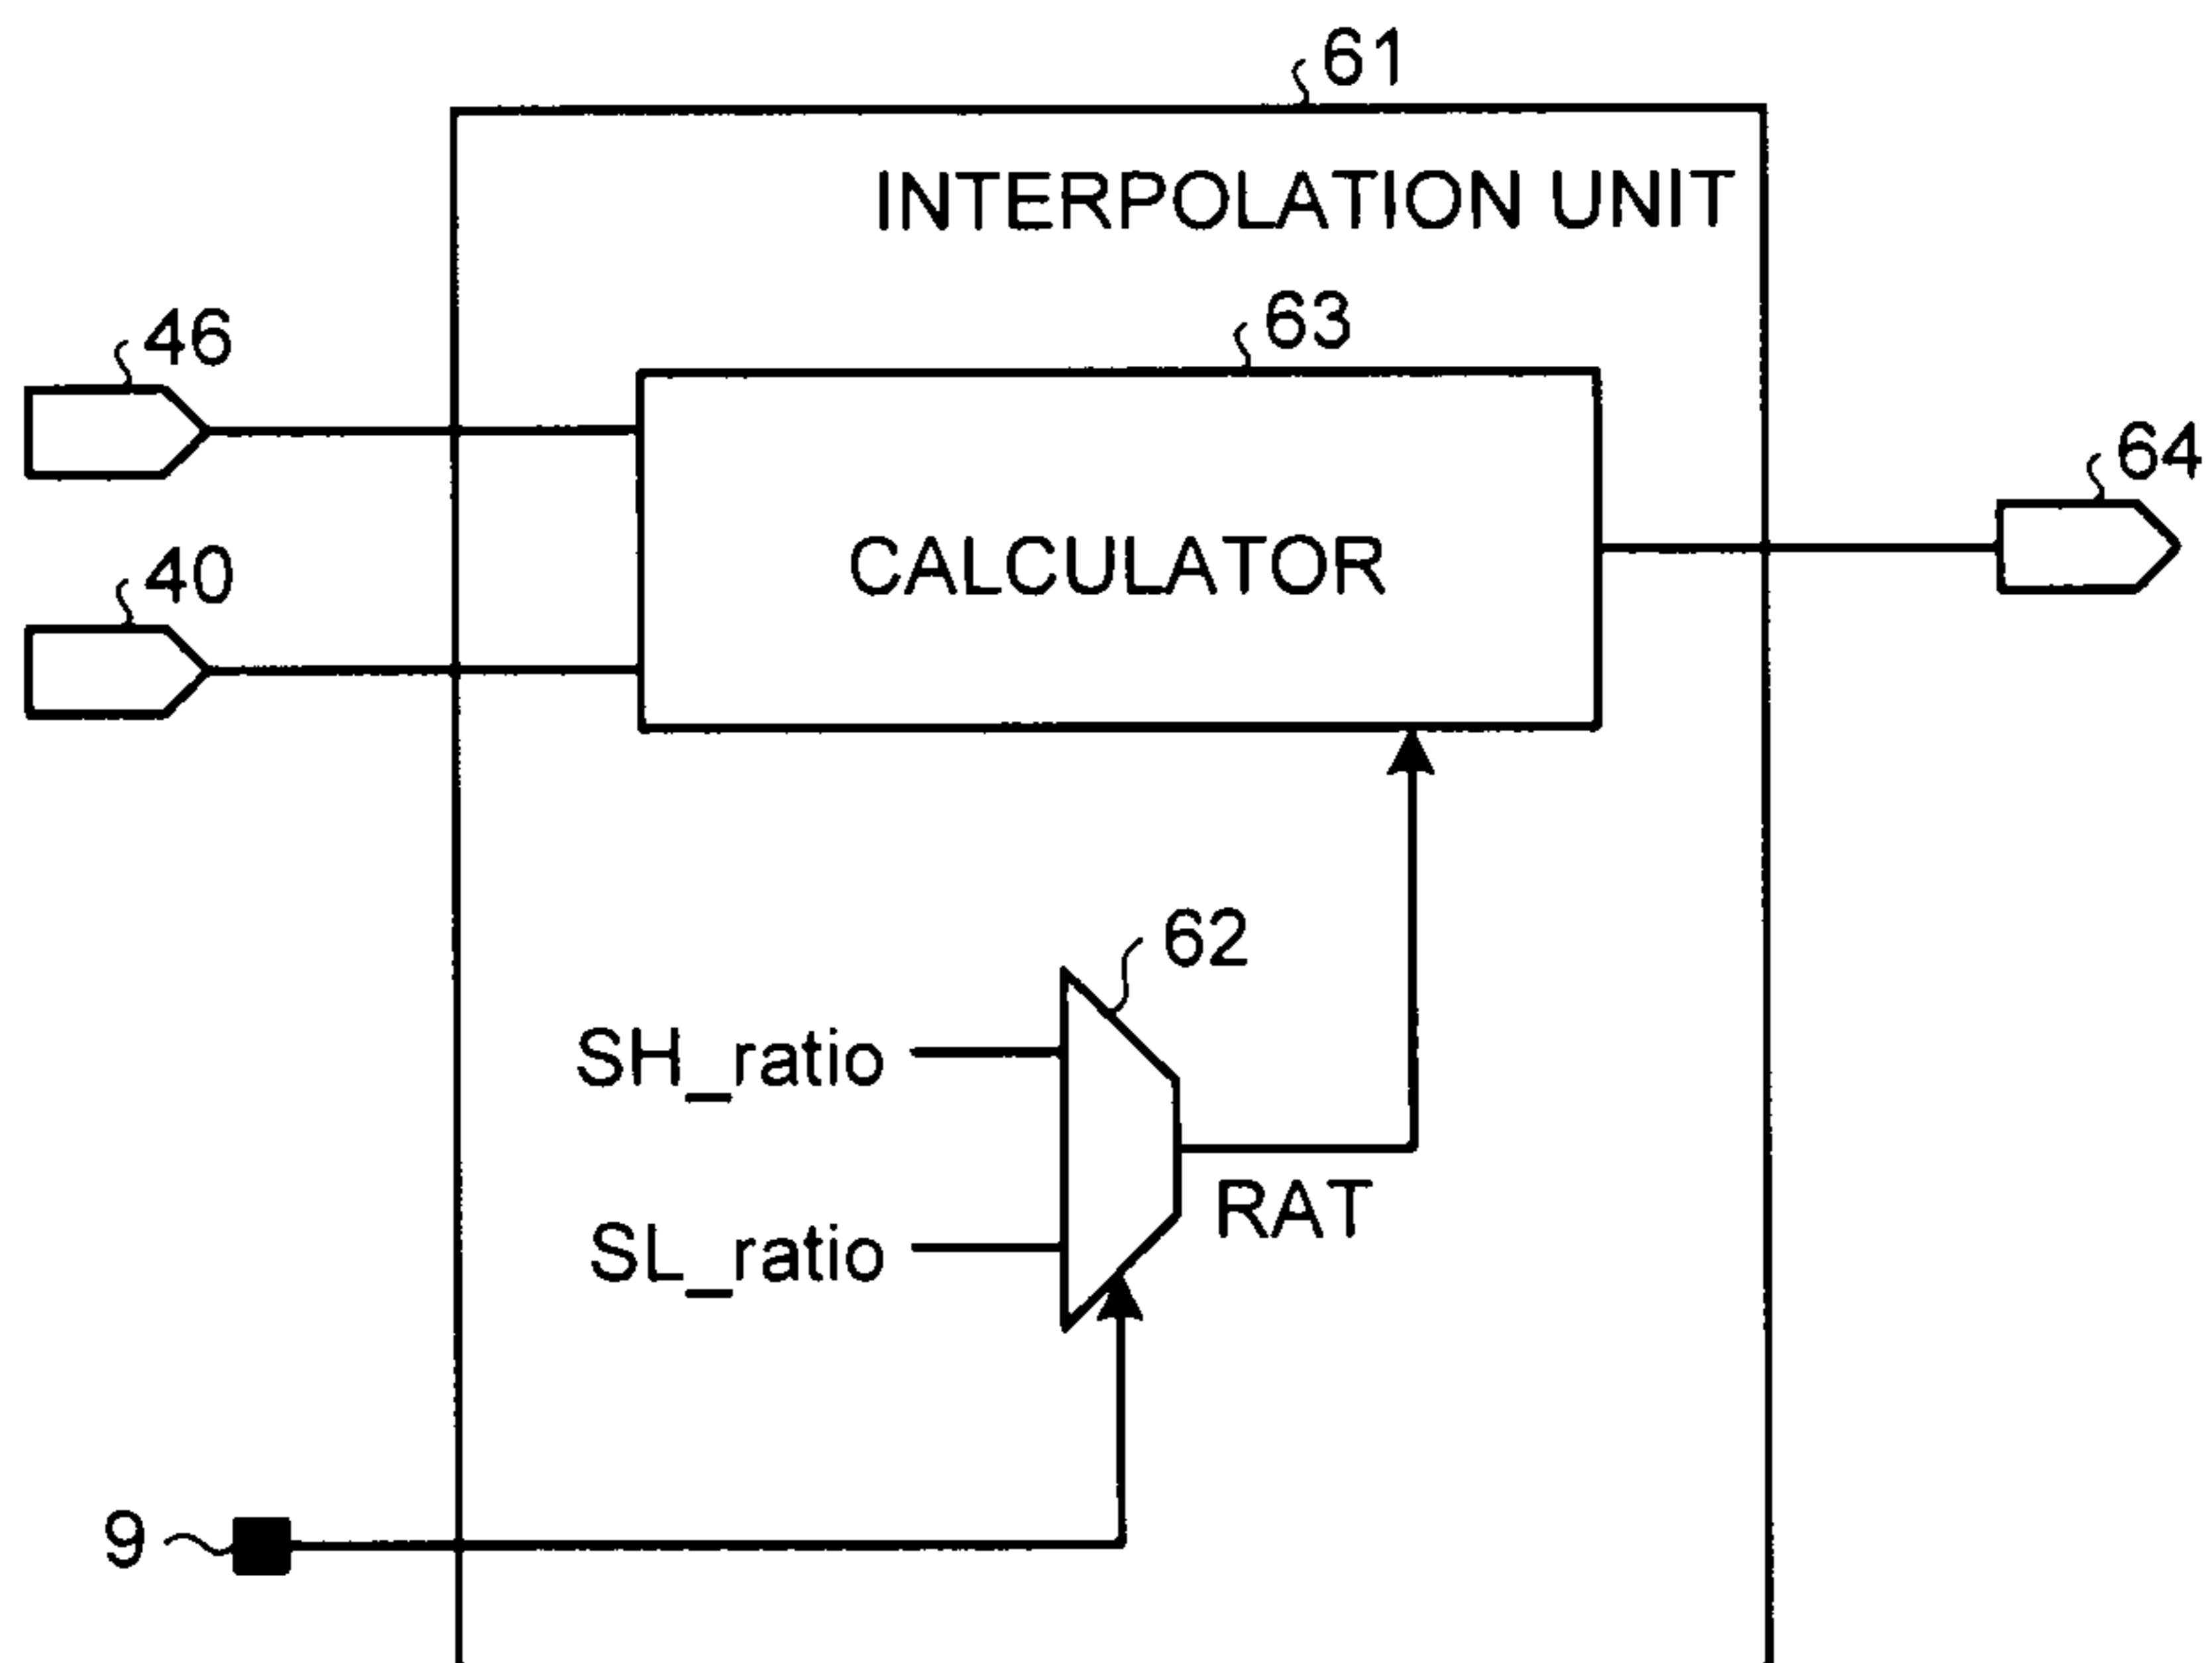 61
INTERPOLATION UNIT
63
46
64
CALCULATOR
40
62
SH_ratio
RAT
SL_ratio
9